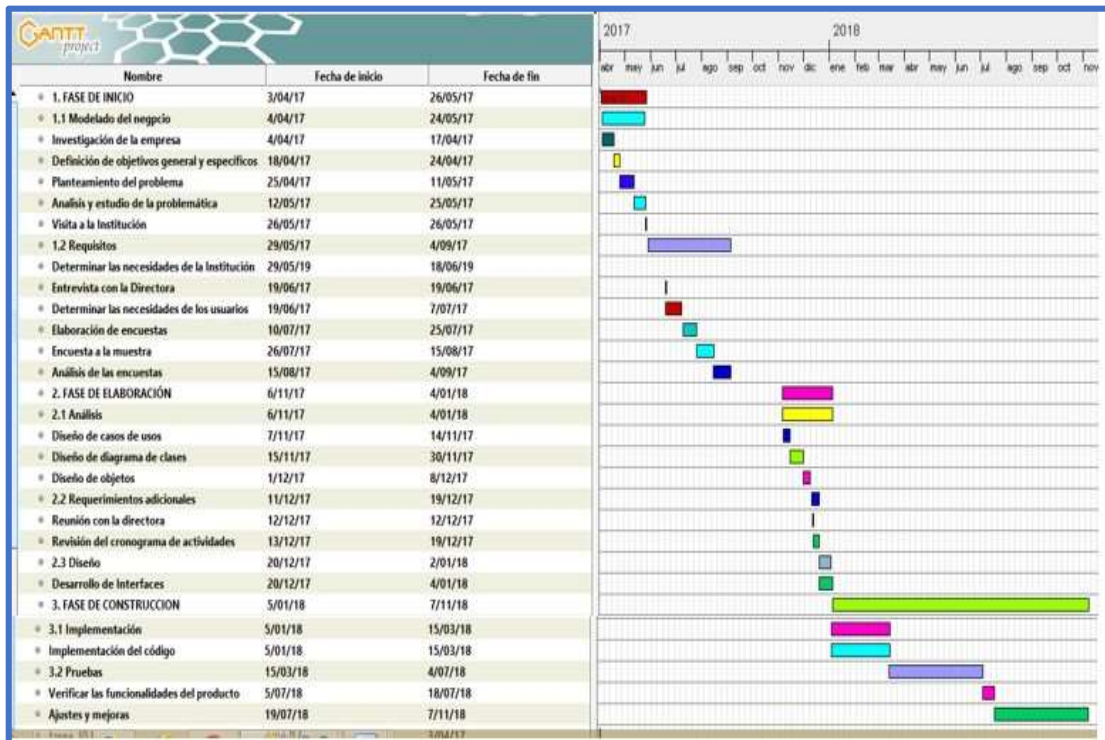 GANTT
project
2017 2018
abr may jun jul ago sep oct nov dic ene feb mar abr may jun jul ago sep oct nov
Nombre Fecha de inicio Fecha de fin
1. FASE DE INICIO 3/04/17 26/05/17
1.1 Modelado del negpcio 4/04/17 24/05/17
Investigación de la empresa 4/04/17 17/04/17
Definición de objetivos general y especificos 18/04/17 24/04/17
Planteamiento del problema 25/04/17 11/05/17
Analisis y estudio de la problemática 12/05/17 25/05/17
Visita a la Institución 26/05/17 26/05/17
1.2 Requisitos 29/05/17 4/09/17
Determinar las necesidades de la Institución 29/05/19 18/06/19
Entrevista con la Directora 19/06/17 19/06/17
Determinar las necesidades de los usuarios 19/06/17 7/07/17
Elaboración de encuestas 10/07/17 25/07/17
Encuesta a la muestra 26/07/17 15/08/17
Análisis de las encuestas 15/08/17 4/09/17
2. FASE DE ELABORACIÓN 6/11/17 4/01/18
2.1 Análisis 6/11/17 4/01/18
Diseño de casos de usos 7/11/17 14/11/17
Diseño de diagrama de clases 15/11/17 30/11/17
Diseño de objetos 1/12/17 8/12/17
2.2 Requerimientos adicionales 11/12/17 19/12/17
Reunión con la directora 12/12/17 12/12/17
Revisión del cronograma de actividades 13/12/17 19/12/17
2.3 Diseño 20/12/17 2/01/18
Desarrollo de Interfaces 20/12/17 4/01/18
3. FASE DE CONSTRUCCION 5/01/18 7/11/18
3.1 Implementación 5/01/18 15/03/18
Implementación del código 5/01/18 15/03/18
3.2 Pruebas 15/03/18 4/07/18
Verificar las funcionalidades del producto 5/07/18 18/07/18
Ajustes y mejoras 19/07/18 7/11/18